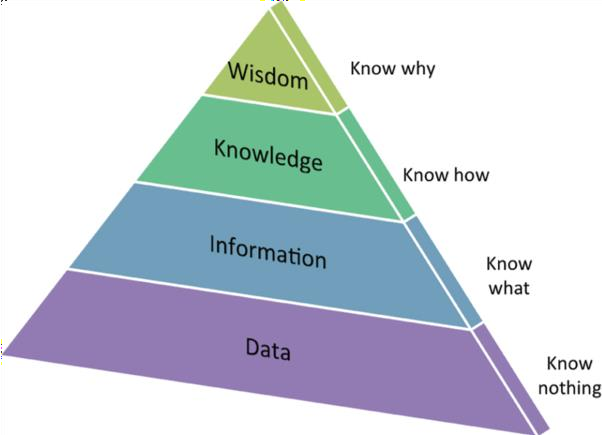 Wisdom
Know why
Knowledge
Know how
Information
Know
what
Data
Know
nothing